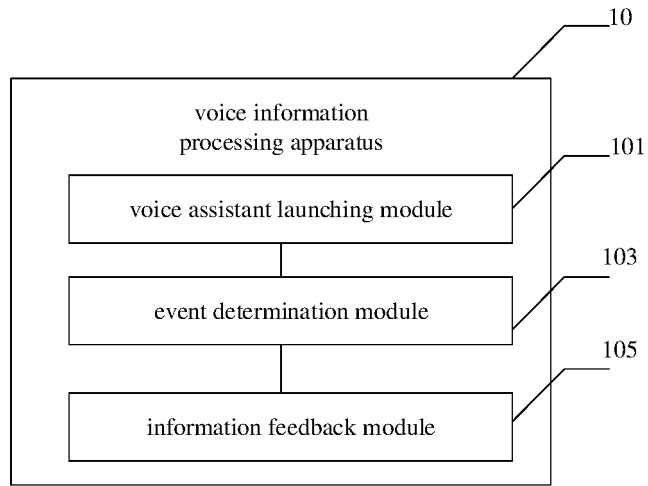 10
voice information
processing apparatus
101
voice assistant launching module
103
event determination module
105
information feedback module